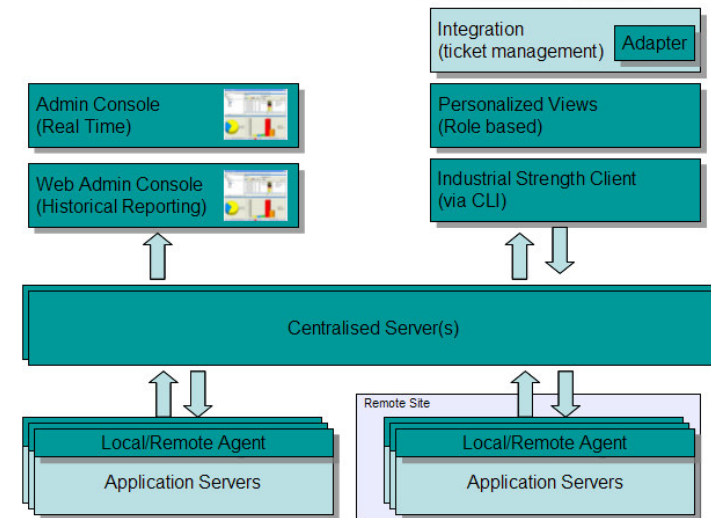 Integration
(ticket management)
Adapter
Admin Console
(Real Time)
Personalized Views
(Role based)
Web Admin Console
(Historical Reporting)
Industrial Strength Client
(via CLI)
Centralised Server(s)
Remote Site
Local/Remote Agent
Application Servers
Local/Remote Agent
Application Servers